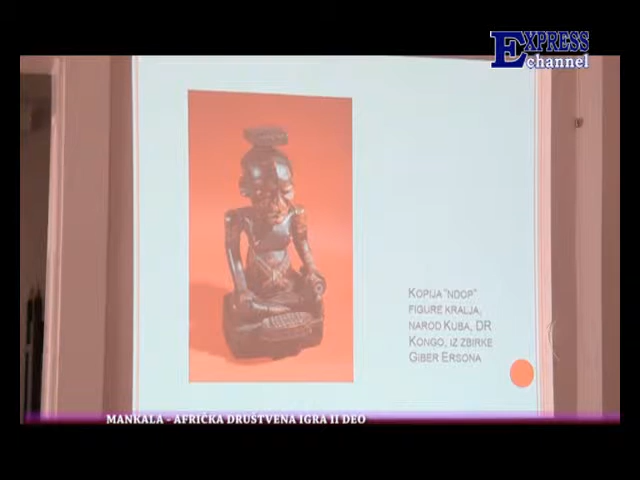 EXPRESS
channel
KOPIJA "NDOP"
FIGURE KRALJA,
NAROD KUBA, DR
KONGO, IZ ZBIRKE
GIBER ERSONA
MANKALA - AFRIČKA DRUŠTVENA IGRA II DEO